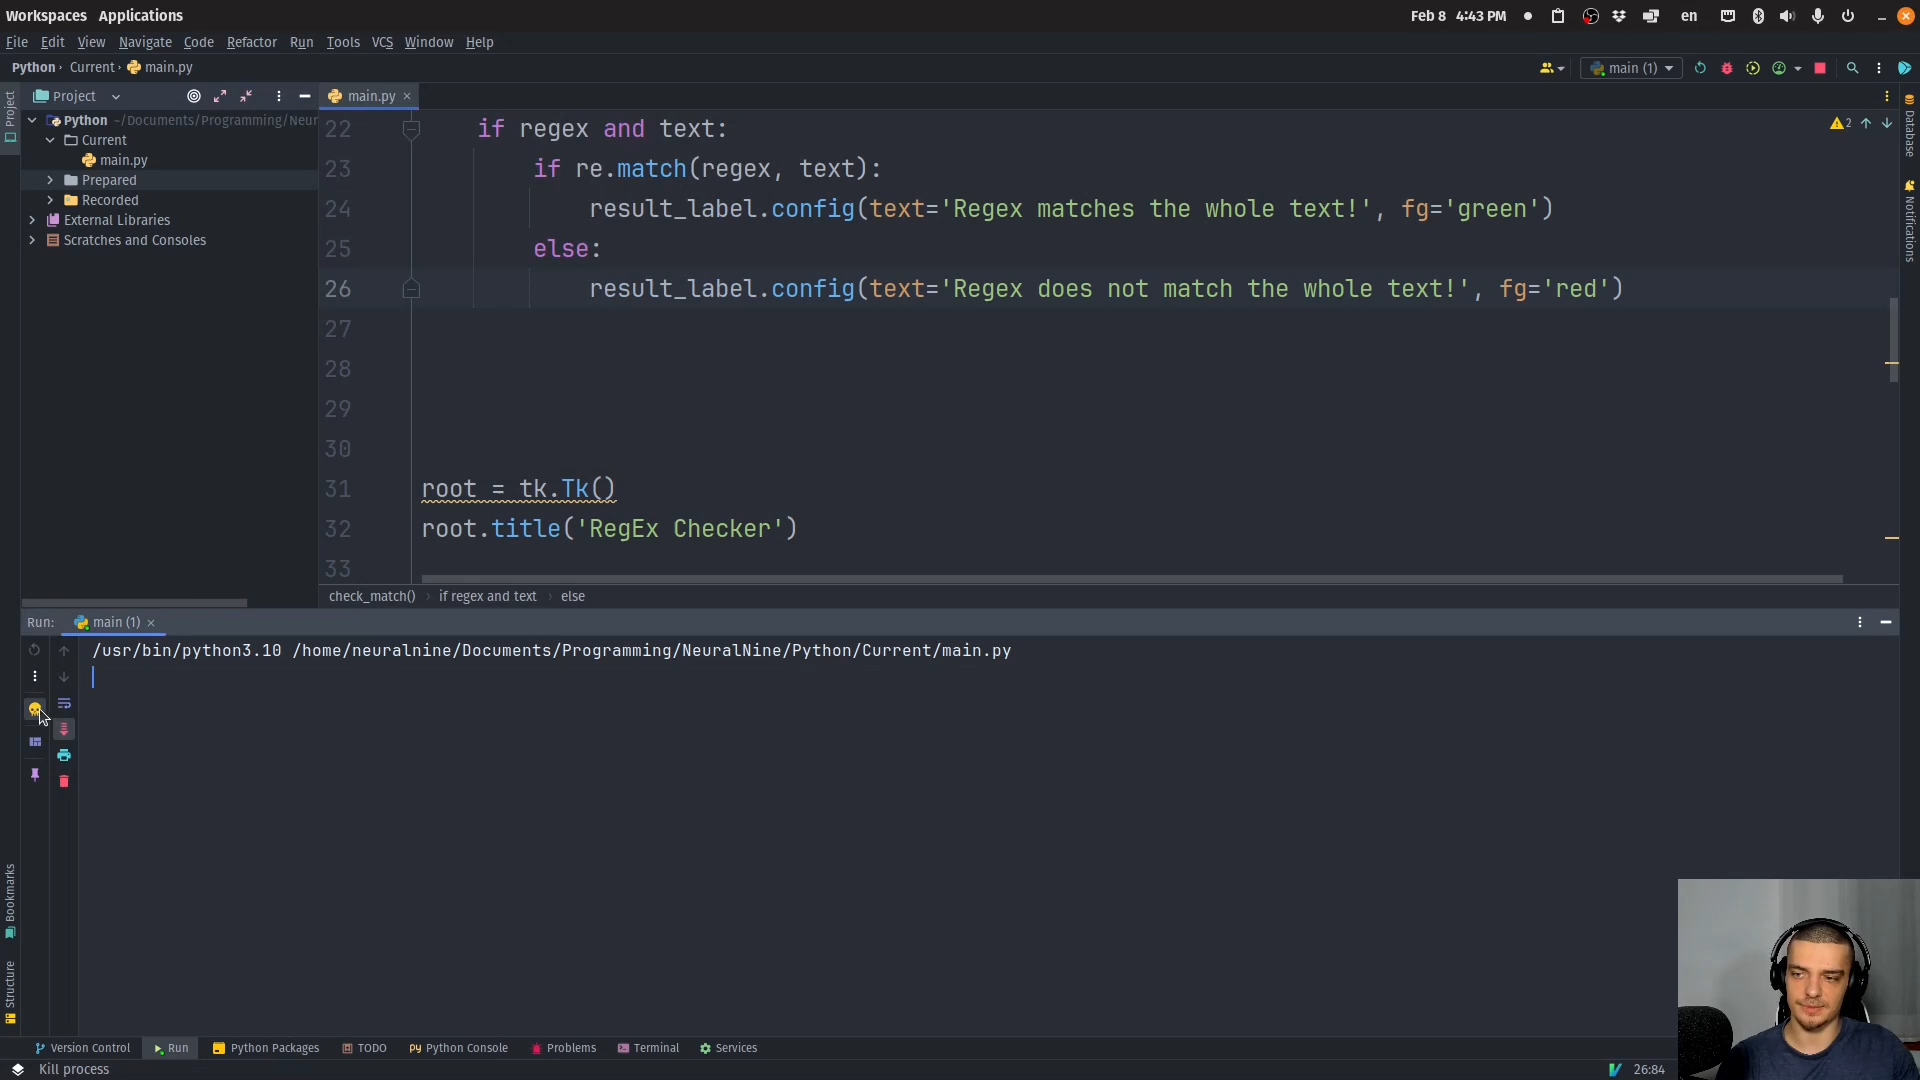 Workspaces Applications
Feb 8 4:43 PM
en
File Edit View Navigate Code Refactor Run Tools VCS Window Help
Python Current main.py
main (1)
Project
main.py
Python ~/Documents/Programming/Neur
Current
main.py
Prepared
Recorded
External Libraries
Scratches and Consoles
Project
Database
Notifications
2
22 if regex and text:
23 if re.match(regex, text):
24 result_label.config(text='Regex matches the whole text!', fg='green')
25 else:
26 result_label.config(text='Regex does not match the whole text!', fg='red')
27
28
29
30
31 root = tk.Tk()
32 root.title('RegEx Checker')
33
check_match() if regex and text else
Run: main (1)
/usr/bin/python3.10 /home/neuralnine/Documents/Programming/NeuralNine/Python/Current/main.py
Bookmarks
Structure
Version Control Run Python Packages TODO Python Console Problems Terminal Services
Kill process
26:84